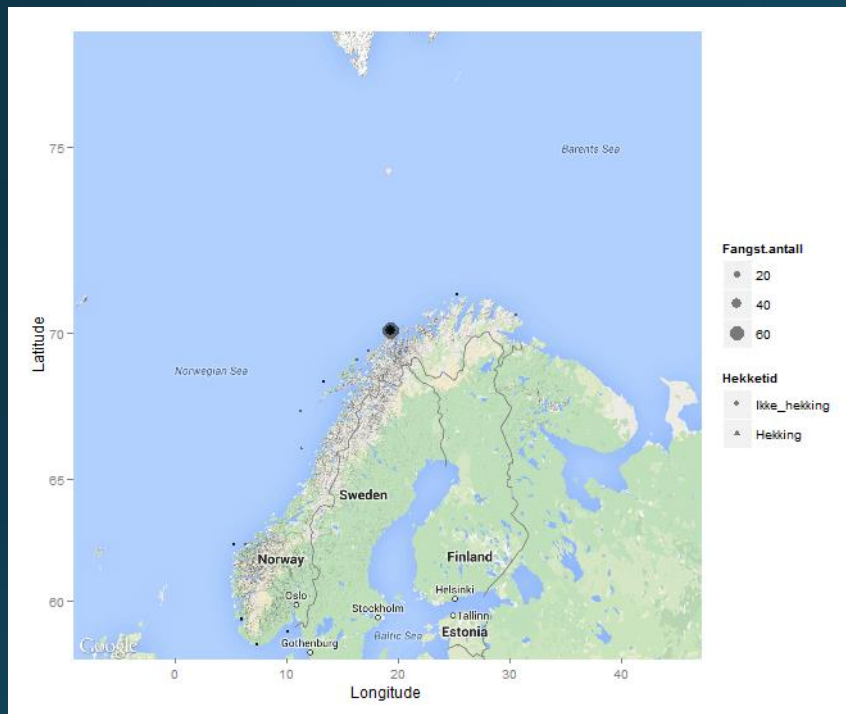 75
Barents Sea
Fangst.antall
20
40
60
Latitude
70
Norwegian Sea
Hekketid
Ikke_hekking
Hekking
65
Sweden
Norway
Finland
Oslo
Helsinki
60
Stockholm
Tallinn
Baltic Sea
Estonia
Gothenburg
Google
0
10
20
30
40
Longitude